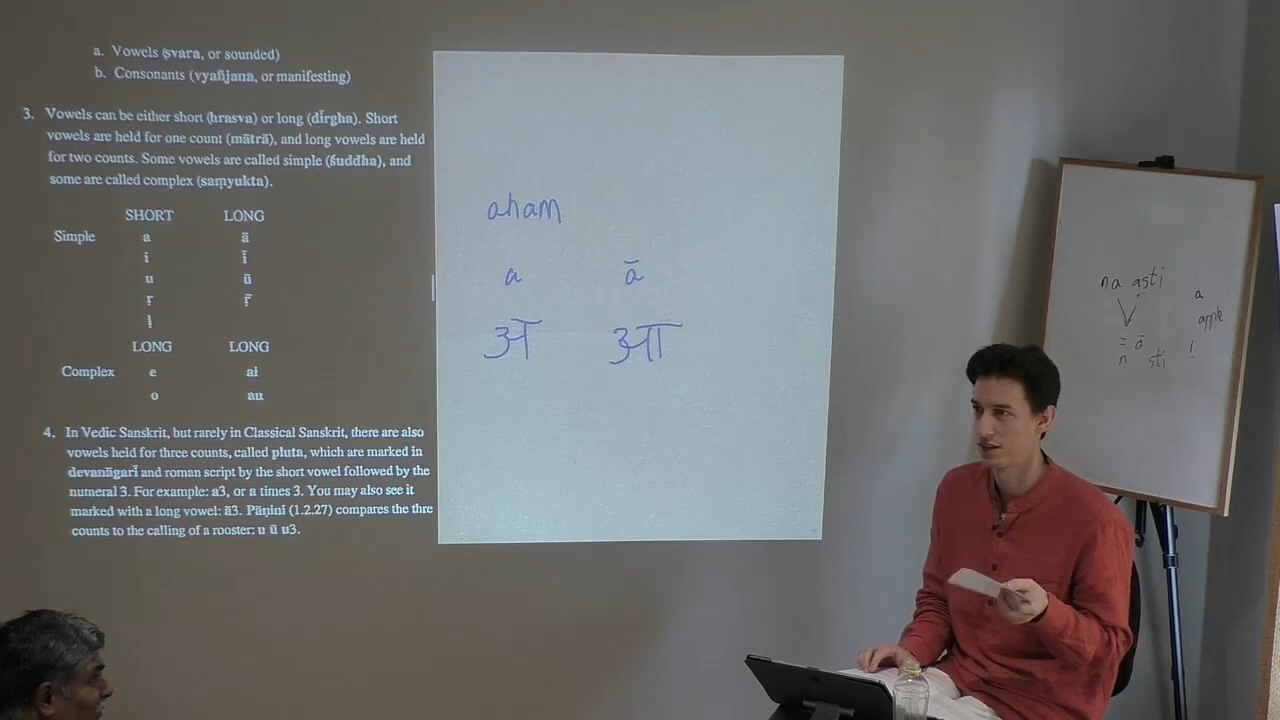 a. Vowels (svara, or sounded)
b. Consonants (vyañjana, or manifesting)
3. Vowels can be either short (hrasva) or long (dīrgha). Short
vowels are held for one count (mātrā), and long vowels are held
for two counts. Some vowels are called simple (śuddha), and
some are called complex (saṃyukta).
SHORT LONG
Simple a ā
i ī
u ū
ṛ ṝ
ḷ
LONG LONG
Complex e ai
o au
4. In Vedic Sanskrit, but rarely in Classical Sanskrit, there are also
vowels held for three counts, called pluta, which are marked in
devanāgarī and roman script by the short vowel followed by the
numeral 3. For example: a3, or a times 3. You may also see it
marked with a long vowel: ā3. Pāṇini (1.2.27) compares the thre
counts to the calling of a rooster: u ū u3.
aham
a ā
अ आ
na asti
= ā
n sti
a
apple
!